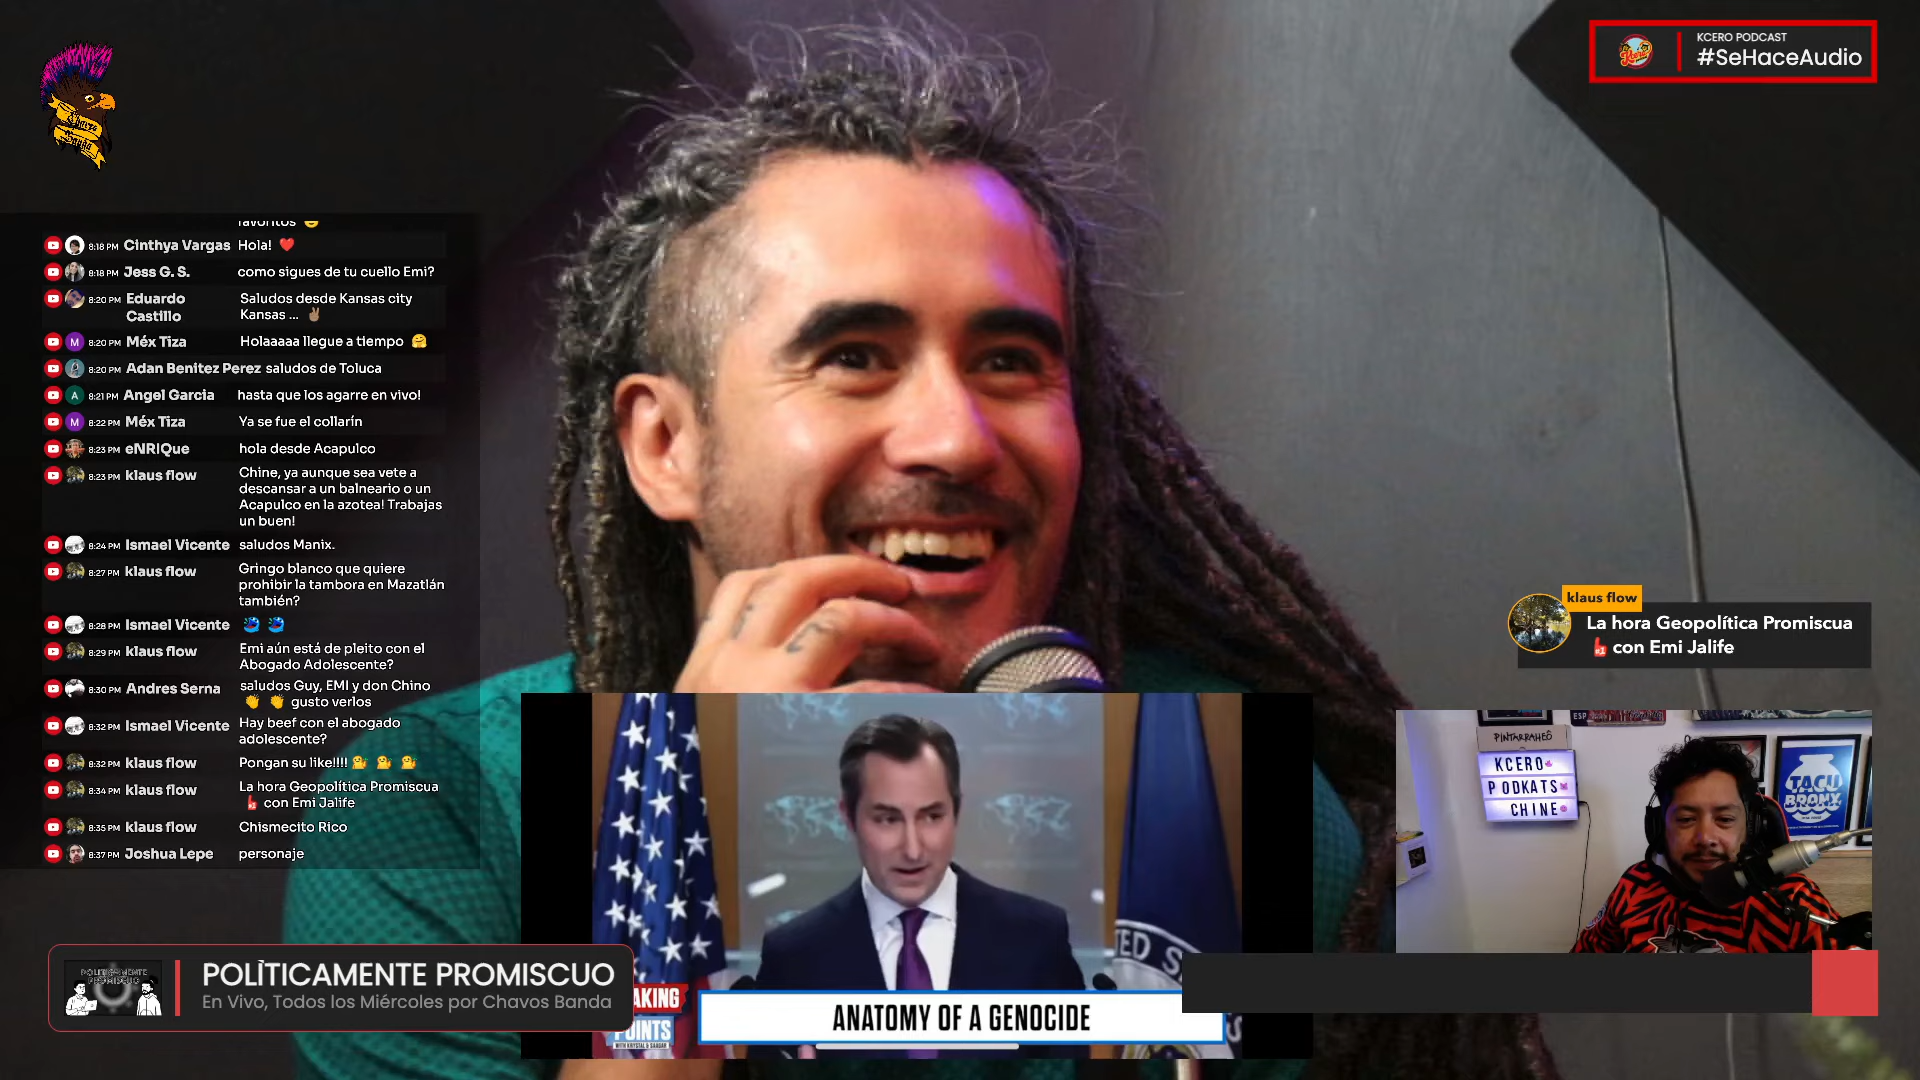 KCERO PODCAST
#SeHaceAudio
favoritos
8:18 PM Cinthya Vargas Hola!
8:18 PM Jess G. S. como sigues de tu cuello Emi?
8:20 PM Eduardo Castillo Saludos desde Kansas city
Kansas ...
8:20 PM Méx Tiza Holaaaaa llegue a tiempo
8:20 PM Adan Benitez Perez saludos de Toluca
A 8:21 PM Angel Garcia hasta que los agarre en vivo!
M 8:22 PM Méx Tiza Ya se fue el collarín
8:23 PM eNRIQue hola desde Acapulco
8:23 PM klaus flow Chine, ya aunque sea vete a
descansar a un balneario o un
Acapulco en la azotea! Trabajas
un buen!
8:24 PM Ismael Vicente saludos Manix.
8:27 PM klaus flow Gringo blanco que quiere
prohibir la tambora en Mazatlán
también?
8:28 PM Ismael Vicente
8:29 PM klaus flow Emi aún está de pleito con el
Abogado Adolescente?
8:30 PM Andres Serna saludos Guy, EMI y don Chino
gusto verlos
8:32 PM Ismael Vicente Hay beef con el abogado
adolescente?
8:32 PM klaus flow Pongan su like!!!!
8:34 PM klaus flow La hora Geopolítica Promiscua
con Emi Jalife
8:35 PM klaus flow Chismecito Rico
8:37 PM Joshua Lepe personaje
klaus flow
La hora Geopolítica Promiscua
con Emi Jalife
PINTARRAHEÓ
KCERO
PODKATS
CHINE
TACU
BROMX
POLÍTICAMENTE PROMISCUO
En Vivo, Todos los Miércoles por Chavos Banda
AKING
POINTS
ANATOMY OF A GENOCIDE